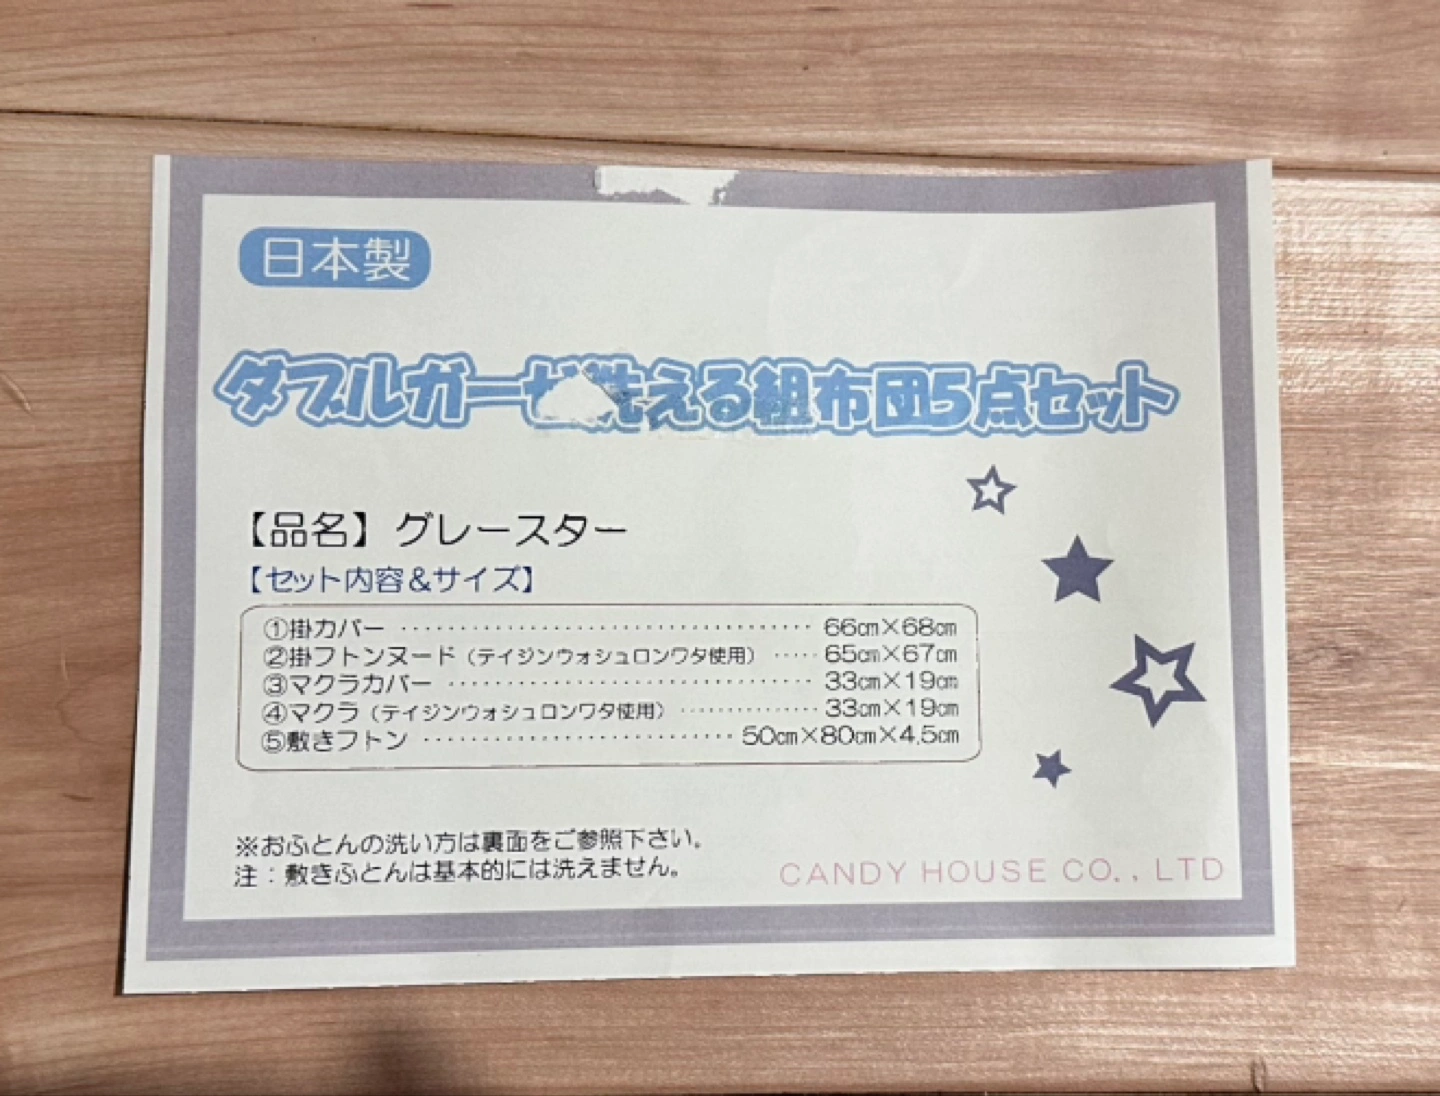 日本製
ダブルガーゼ洗える組布団5点セット
【品名】グレースター
【セット内容&サイズ】
①掛カバー ・・・・・・・・・・・・・・・・・・・・・・・・・・・・・・・・・・ 66㎝×68㎝
②掛フトンヌード（テイジンウォシュロンワタ使用） ・・・・・ 65㎝×67㎝
③マクラカバー ・・・・・・・・・・・・・・・・・・・・・・・・・・・・・・ 33㎝×19㎝
④マクラ（テイジンウォシュロンワタ使用） ・・・・・・・・・・・・・ 33㎝×19㎝
⑤敷きフトン ・・・・・・・・・・・・・・・・・・・・・・・・・・ 50㎝×80㎝×4.5㎝
※おふとんの洗い方は裏面をご参照下さい。
注：敷きふとんは基本的には洗えません。
CANDY HOUSE CO., LTD